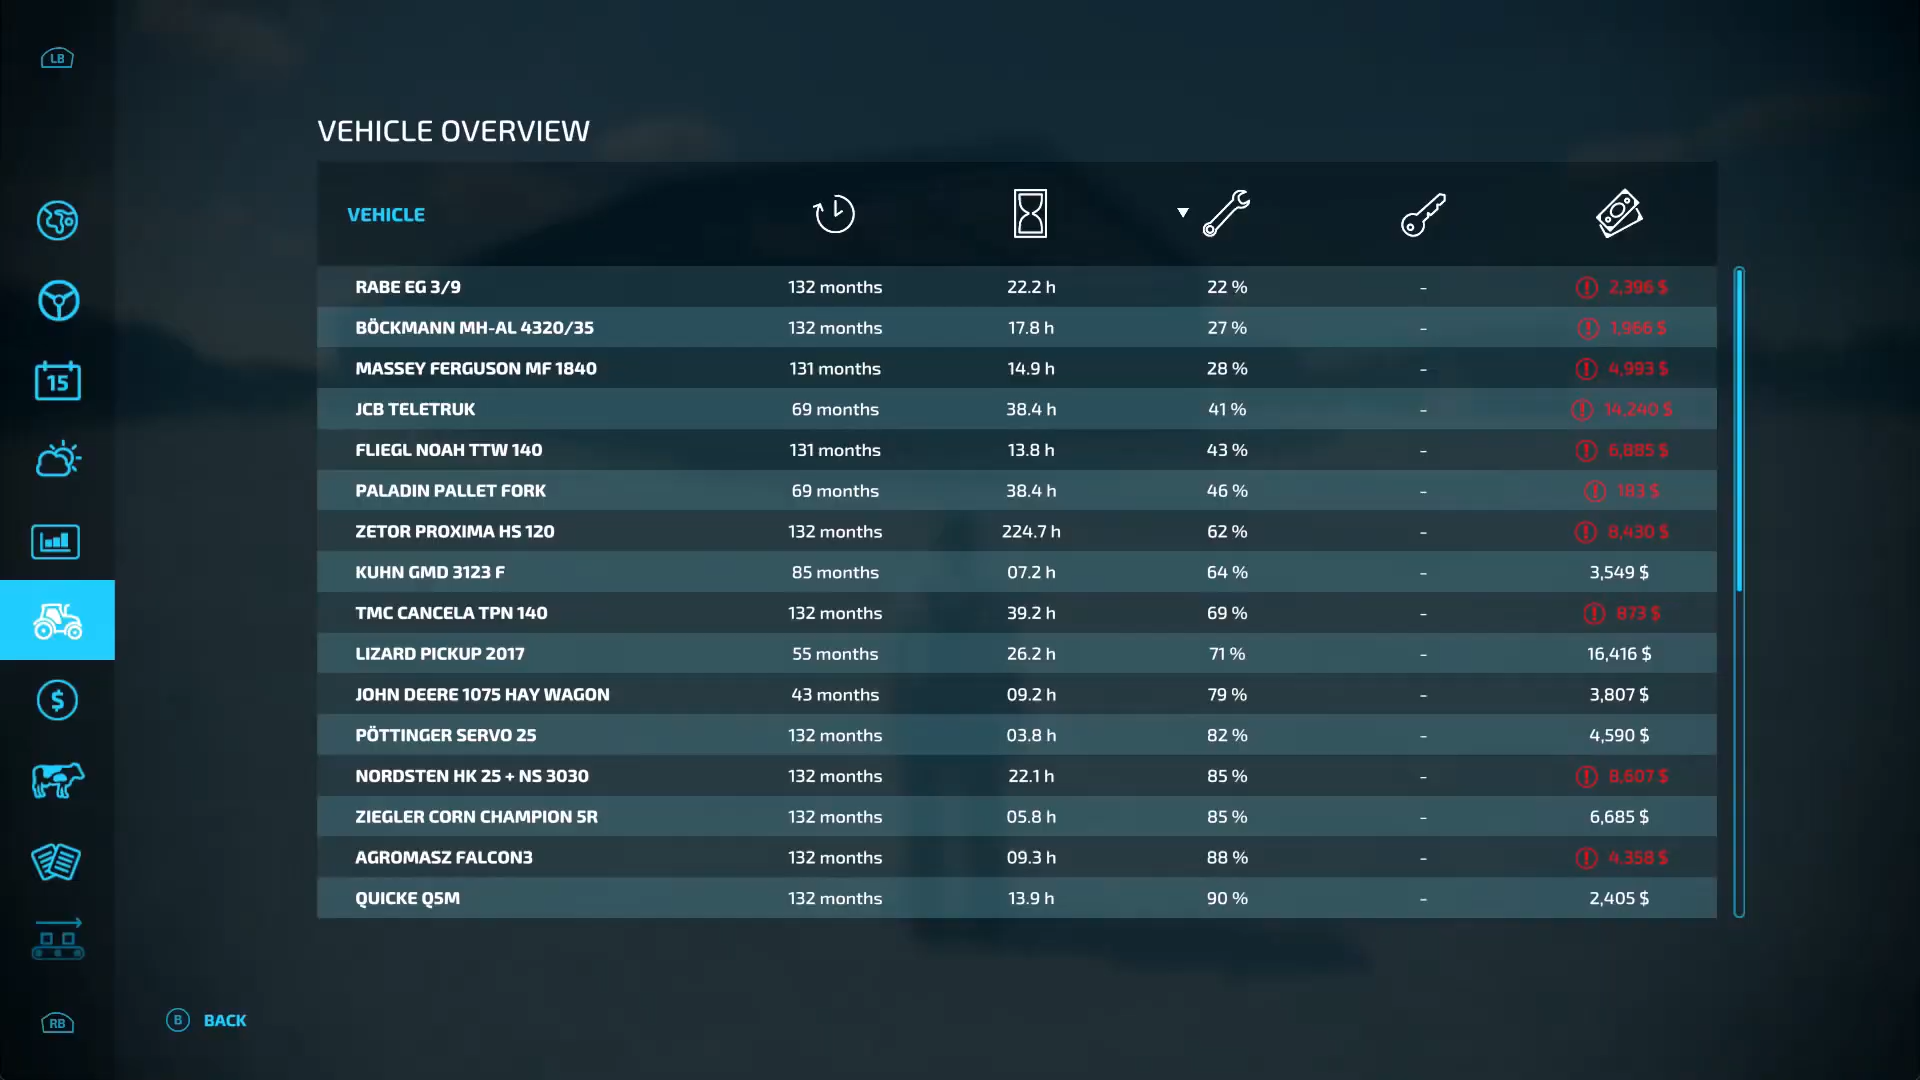 LB
VEHICLE OVERVIEW
VEHICLE
RABE EG 3/9 132 months 22.2 h 22 % - 2,396 $
BÖCKMANN MH-AL 4320/35 132 months 17.8 h 27 % - 1,966 $
MASSEY FERGUSON MF 1840 131 months 14.9 h 28 % - 4,993 $
JCB TELETRUK 69 months 38.4 h 41 % - 14,240 $
FLIEGL NOAH TTW 140 131 months 13.8 h 43 % - 6,885 $
PALADIN PALLET FORK 69 months 38.4 h 46 % - 183 $
ZETOR PROXIMA HS 120 132 months 224.7 h 62 % - 8,430 $
KUHN GMD 3123 F 85 months 07.2 h 64 % - 3,549 $
TMC CANCELA TPN 140 132 months 39.2 h 69 % - 873 $
LIZARD PICKUP 2017 55 months 26.2 h 71 % - 16,416 $
JOHN DEERE 1075 HAY WAGON 43 months 09.2 h 79 % - 3,807 $
PÖTTINGER SERVO 25 132 months 03.8 h 82 % - 4,590 $
NORDSTEN HK 25 + NS 3030 132 months 22.1 h 85 % - 8,607 $
ZIEGLER CORN CHAMPION 5R 132 months 05.8 h 85 % - 6,685 $
AGROMASZ FALCON3 132 months 09.3 h 88 % - 4,358 $
QUICKE Q5M 132 months 13.9 h 90 % - 2,405 $
15
$
RB
B BACK